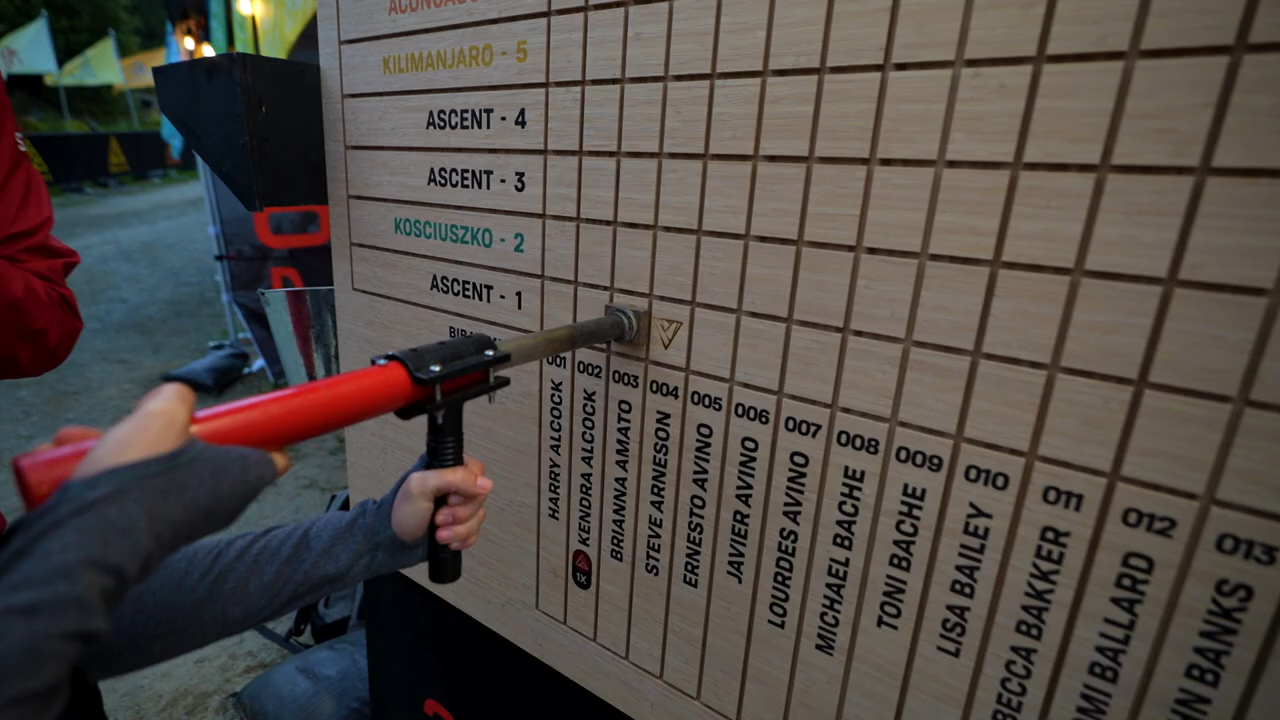 KILIMANJARO - 5
ASCENT - 4
ASCENT - 3
KOSCIUSZKO - 2
ASCENT - 1
001 HARRY ALCOCK
002 KENDRA ALCOCK
1X
003 BRIANNA AMATO
004 STEVE ARNESON
005 ERNESTO AVINO
006 JAVIER AVINO
007 LOURDES AVINO
008 MICHAEL BACHE
009 TONI BACHE
010 LISA BAILEY
011 BECCA BAKKER
012 MI BALLARD
013 N BANKS